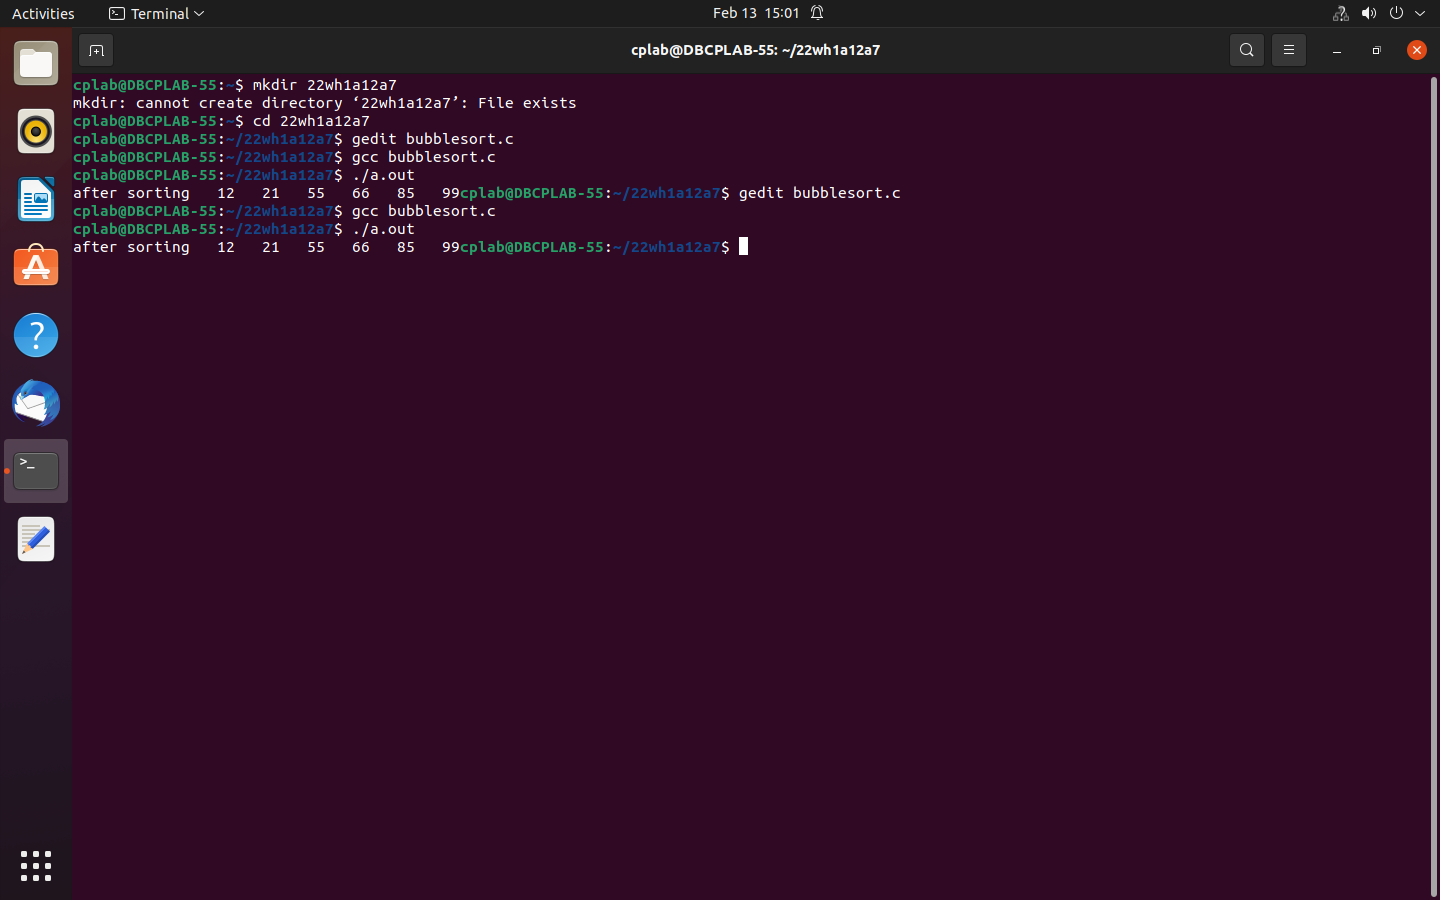 Activities
Terminal
Feb 13 15:01
cplab@DBCPLAB-55: ~/22wh1a12a7
cplab@DBCPLAB-55:~$ mkdir 22wh1a12a7
mkdir: cannot create directory ‘22wh1a12a7’: File exists
cplab@DBCPLAB-55:~$ cd 22wh1a12a7
cplab@DBCPLAB-55:~/22wh1a12a7$ gedit bubblesort.c
cplab@DBCPLAB-55:~/22wh1a12a7$ gcc bubblesort.c
cplab@DBCPLAB-55:~/22wh1a12a7$ ./a.out
after sorting   12   21   55   66   85   99cplab@DBCPLAB-55:~/22wh1a12a7$ gedit bubblesort.c
cplab@DBCPLAB-55:~/22wh1a12a7$ gcc bubblesort.c
cplab@DBCPLAB-55:~/22wh1a12a7$ ./a.out
after sorting   12   21   55   66   85   99cplab@DBCPLAB-55:~/22wh1a12a7$